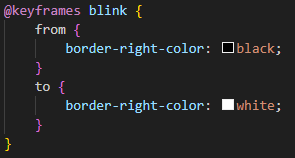 @keyframes blink {
from {
border-right-color: black;
}
to {
border-right-color: white;
}
}